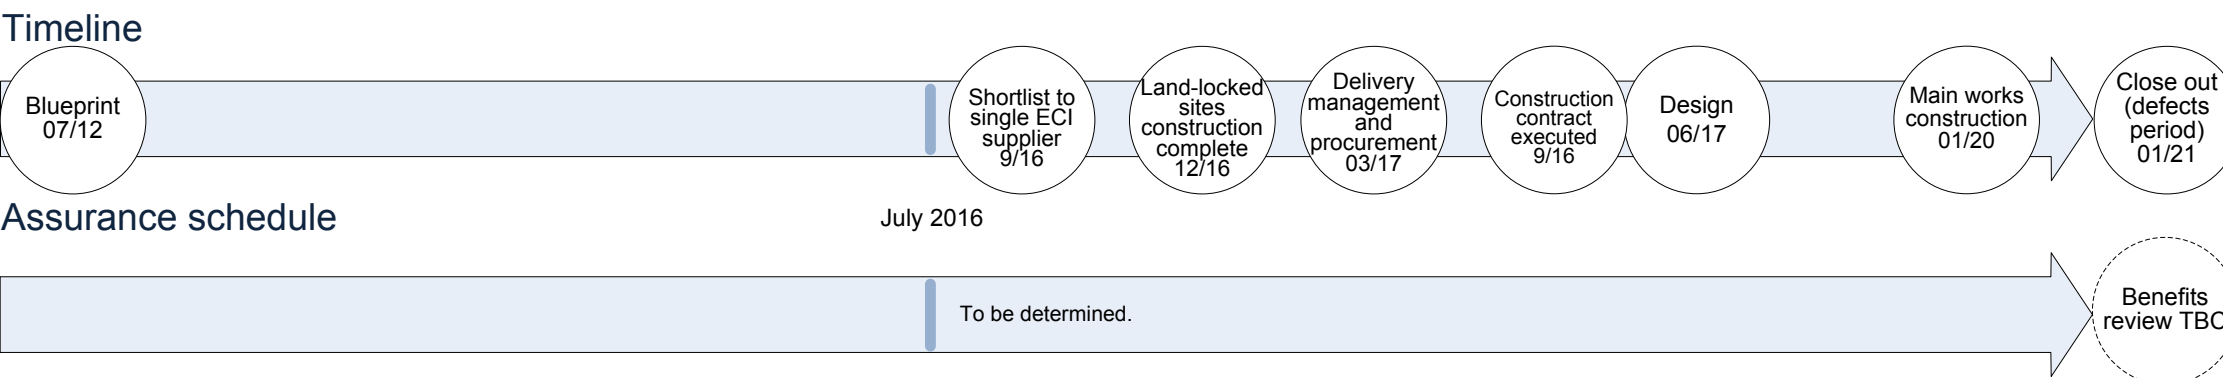 Timeline
Blueprint
07/12
Shortlist to
single ECI
supplier
9/16
Land-locked
sites
construction
complete
12/16
Delivery
management
and
procurement
03/17
Construction
contract
executed
9/16
Design
06/17
Main works
construction
01/20
Close out
(defects
period)
01/21
Assurance schedule
July 2016
To be determined.
Benefits
review TBC